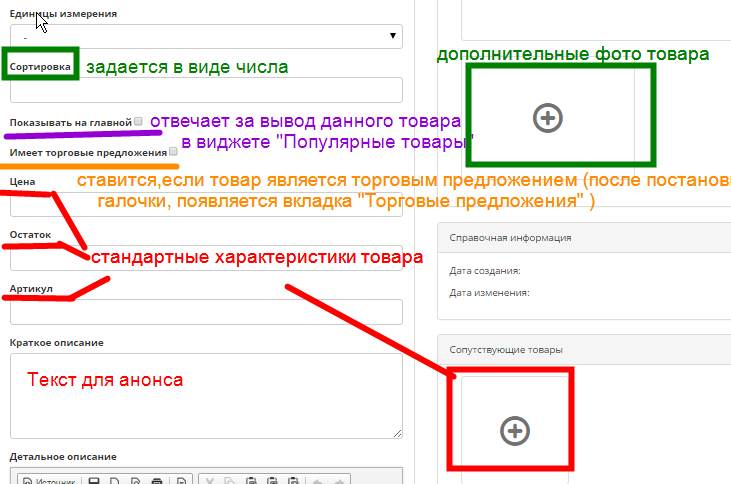 Единицы измерения
-
дополнительные фото товара
Сортировка
задается в виде числа
Показывать на главной
отвечает за вывод данного товара
в виджете "Популярные товары"
Имеет торговые предложения
Цена
ставится,если товар является торговым предложением (после постанов
галочки, появляется вкладка "Торговые предложения" )
Остаток
Справочная информация
стандартные характеристики товара
Дата создания:
Артикул
Дата изменения:
Краткое описание
Сопутствующие товары
Текст для анонса
Детальное описание
Источник